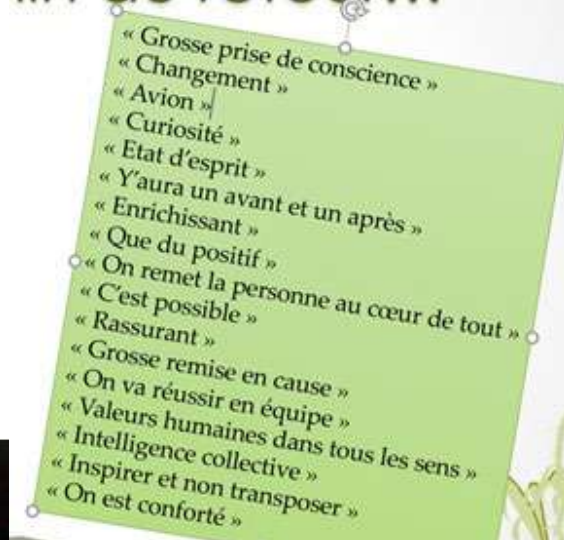 « Grosse prise de conscience »
« Changement »
« Avion »
« Curiosité »
« Etat d'esprit »
« Y'aura un avant et un après »
« Enrichissant »
« Que du positif »
« On remet la personne au cœur de tout »
« C'est possible »
« Rassurant »
« Grosse remise en cause »
« On va réussir en équipe »
« Valeurs humaines dans tous les sens »
« Intelligence collective »
« Inspirer et non transposer »
« On est conforté »